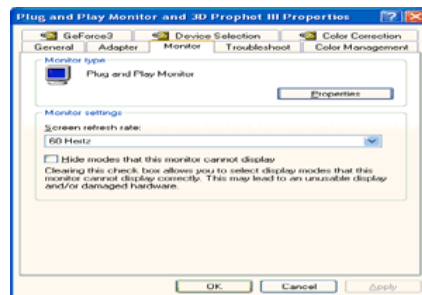 Plug and Play Monitor and 3D Prophet III Properties
GeForce3 Device Selection Color Correction
General Adapter Monitor Troubleshoot Color Management
Monitor type
Plug and Play Monitor
Properties
Monitor settings
Screen refresh rate:
60 Hertz
Hide modes that this monitor cannot display
Clearing this check box allows you to select display modes that this
monitor cannot display correctly. This may lead to an unusable display
and/or damaged hardware.
OK Cancel Apply